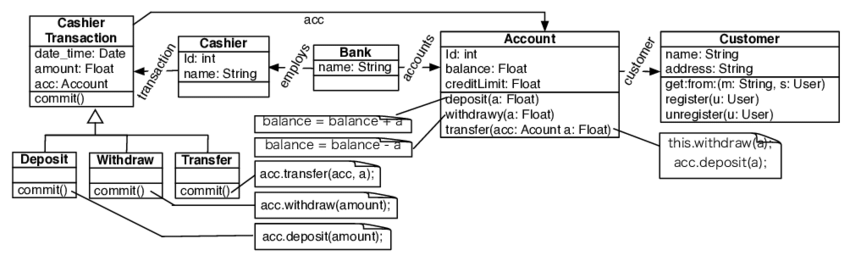 acc
Cashier
Transaction
date_time: Date
amount: Float
acc: Account
commit()
transaction
Cashier
Id: int
name: String
employs
Bank
name: String
accounts
Account
Id: int
balance: Float
creditLimit: Float
deposit(a: Float)
withdrawy(a: Float)
transfer(acc: Acount a: Float)
customer
Customer
name: String
address: String
get:from:(m: String, s: User)
register(u: User)
unregister(u: User)
balance = balance + a
balance = balance - a
this.withdraw(a);
acc.deposit(a);
Deposit
commit()
Withdraw
commit()
Transfer
commit()
acc.transfer(acc, a);
acc.withdraw(amount);
acc.deposit(amount);